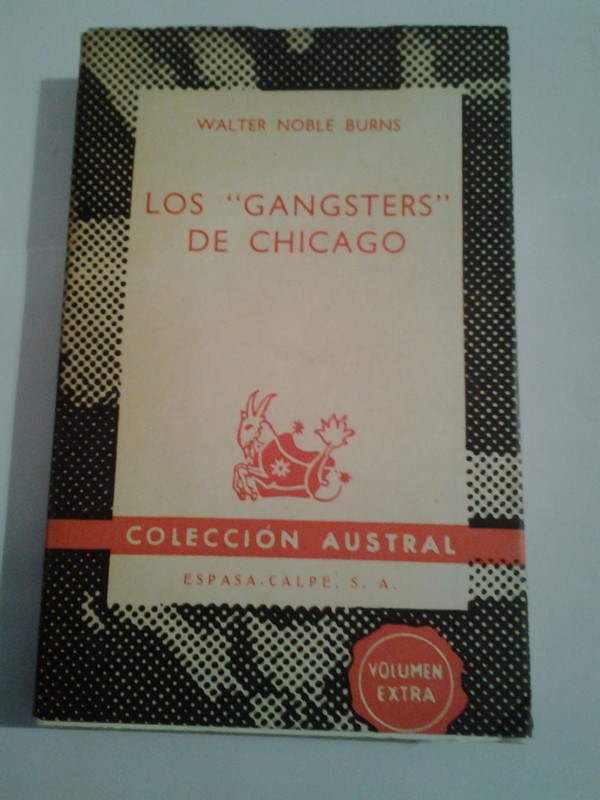 WALTER NOBLE BURNS
LOS "GANGSTERS"
DE CHICAGO
COLECCIÓN AUSTRAL
ESPASA-CALPE, S. A.
VOLUMEN
EXTRA